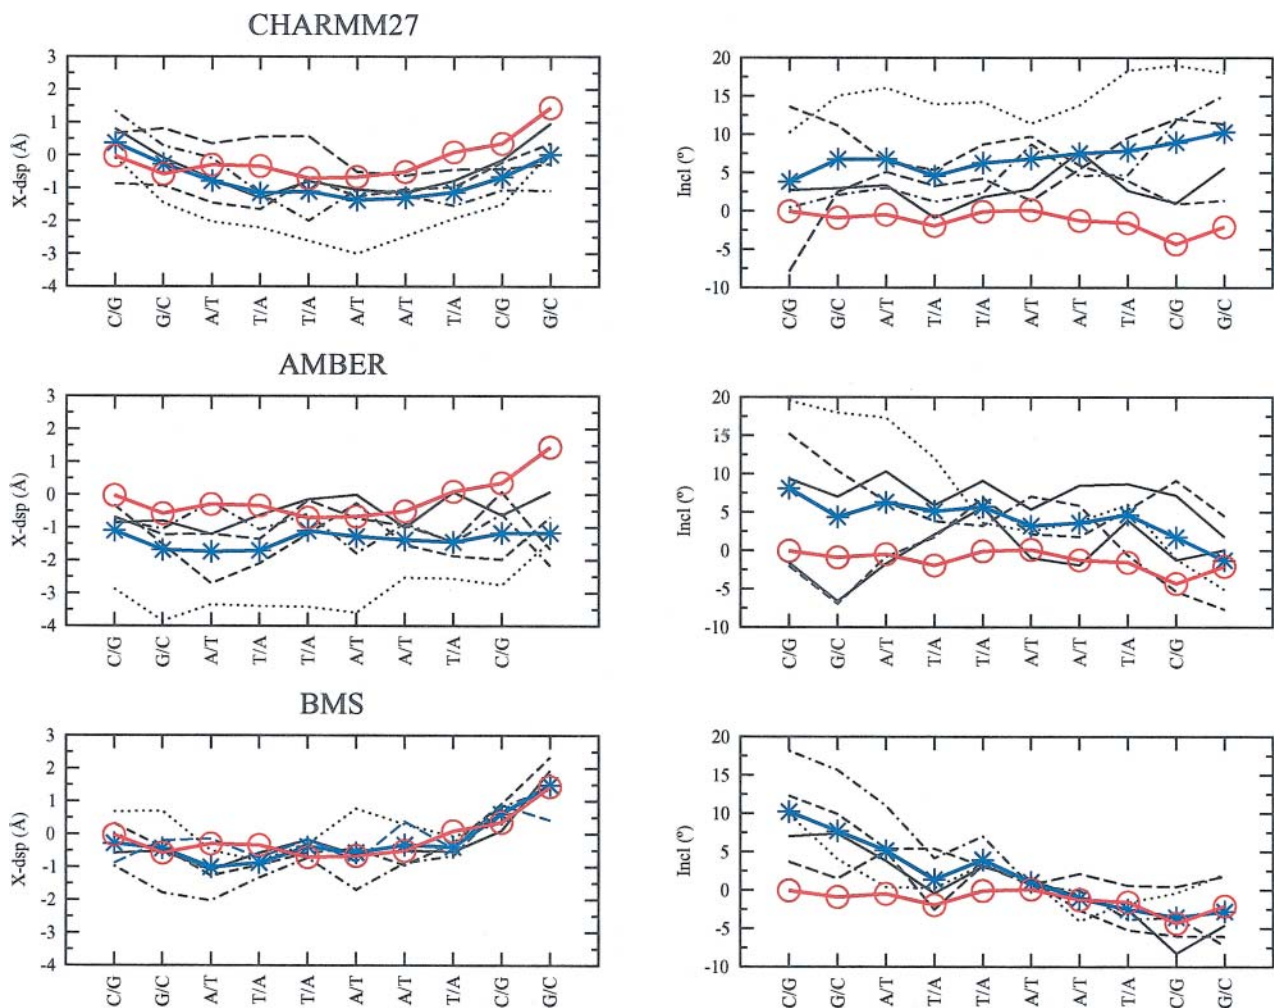 CHARMM27
X-dsp (Å)
3
2
1
0
-1
-2
-3
-4
C/G
G/C
A/T
T/A
T/A
A/T
A/T
T/A
C/G
G/C
Incl (º)
20
15
10
5
0
-5
-10
C/G
G/C
A/T
T/A
T/A
A/T
A/T
T/A
C/G
G/C
AMBER
X-dsp (Å)
3
2
1
0
-1
-2
-3
-4
C/G
G/C
A/T
T/A
T/A
A/T
A/T
T/A
C/G
Incl (º)
20
15
10
5
0
-5
-10
C/G
G/C
A/T
T/A
T/A
A/T
A/T
T/A
C/G
G/C
BMS
X-dsp (Å)
3
2
1
0
-1
-2
-3
-4
C/G
G/C
A/T
T/A
T/A
A/T
A/T
T/A
C/G
G/C
Incl (º)
20
15
10
5
0
-5
-10
C/G
G/C
A/T
T/A
T/A
A/T
A/T
T/A
C/G
G/C